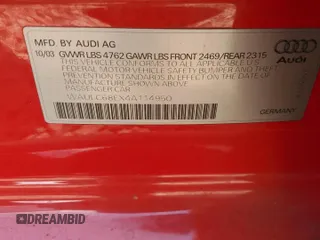 MFD. BY AUDI AG
10/03 GVWR LBS 4762 GAWR LBS FRONT 2469/REAR 2315
THIS VEHICLE CONFORMS TO ALL APPLICABLE
FEDERAL MOTOR VEHICLE SAFETY BUMPER AND THEFT
PREVENTION STANDARDS IN EFFECT ON THE DATE
OF MANUFACTURE SHOWN ABOVE.
PASSENGER CAR
Audi
GERMANY
DREAMBID